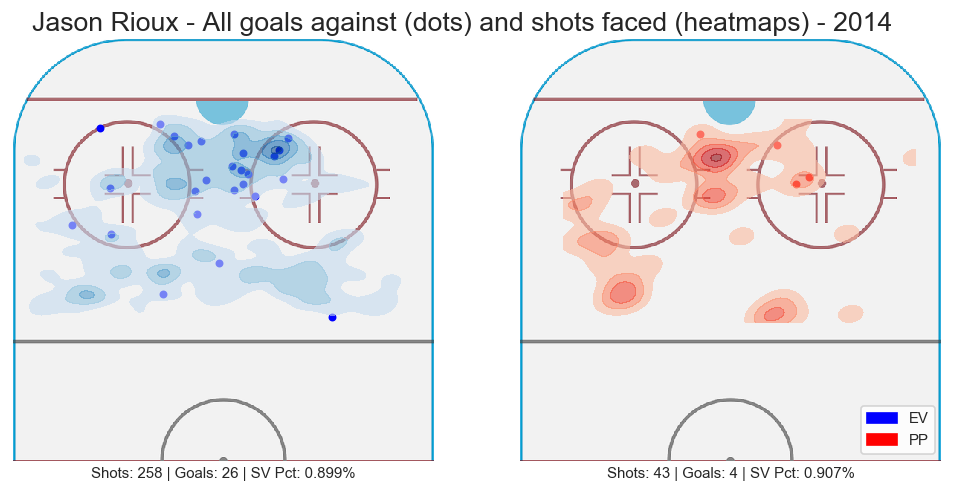 Jason Rioux - All goals against (dots) and shots faced (heatmaps) - 2014
EV
PP
Shots: 258 | Goals: 26 | SV Pct: 0.899%
Shots: 43 | Goals: 4 | SV Pct: 0.907%